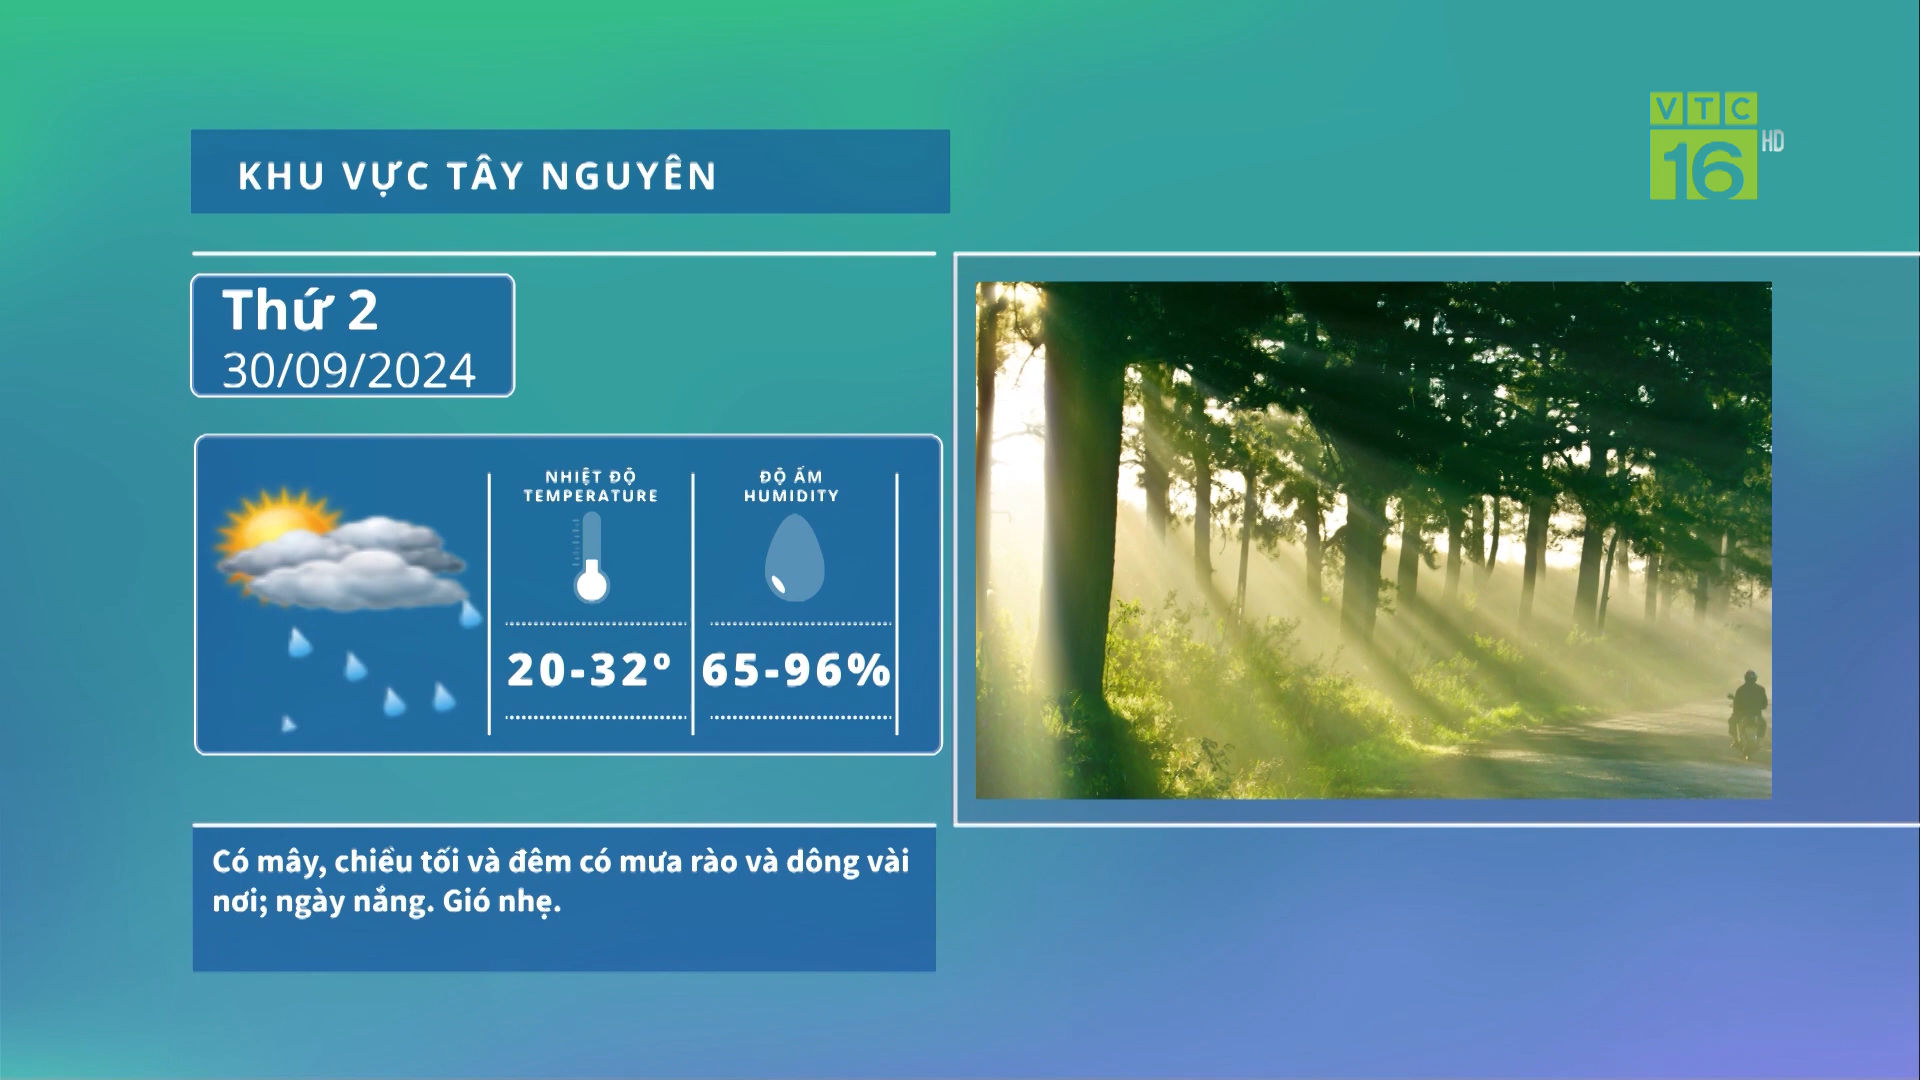 VTC
16 HD
KHU VỰC TÂY NGUYÊN
Thứ 2
30/09/2024
NHIỆT ĐỘ
TEMPERATURE
ĐỘ ẨM
HUMIDITY
20-32º
65-96%
Có mây, chiều tối và đêm có mưa rào và dông vài
nơi; ngày nắng. Gió nhẹ.